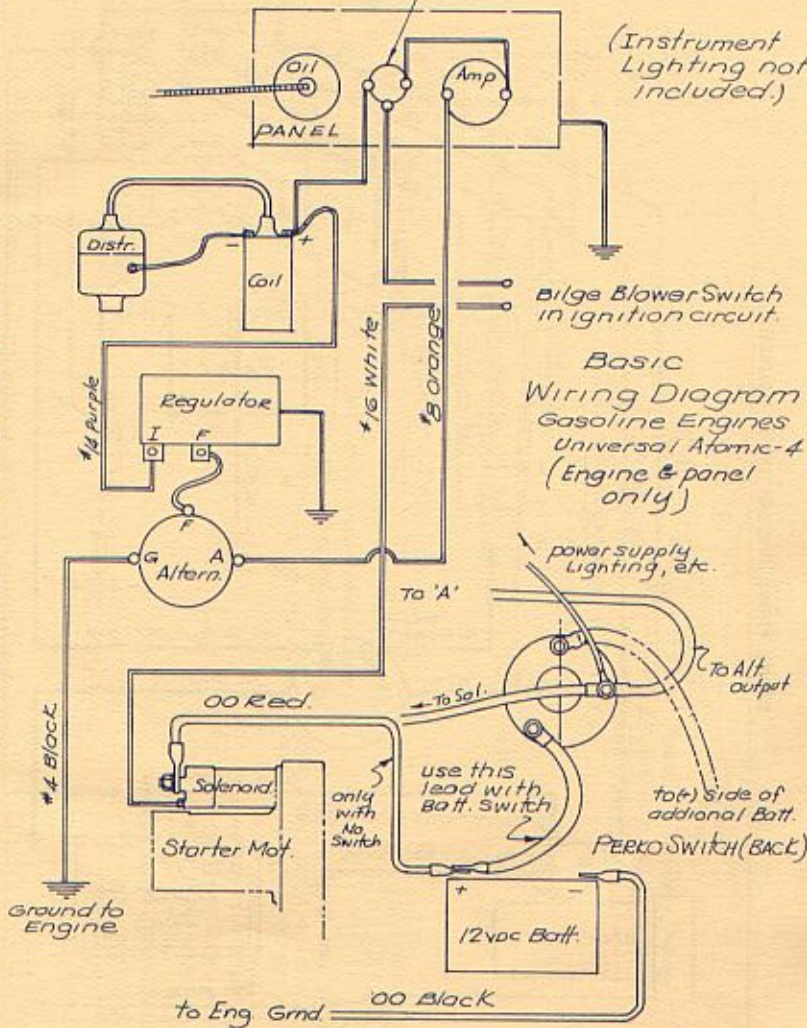 (Instrument
Lighting not
included.)
Oil
Amp
PANEL
Distr.
- +
Coil
Bilge Blower Switch
in ignition circuit.
Basic
Wiring Diagram
Gasoline Engines
Universal Atomic-4
(Engine & panel
only)
#14 Purple
#16 White
#8 Orange
Regulator
I F
F
G A
Altern.
power supply
Lighting, etc.
To 'A'
To Alt.
output
To Sol.
00 Red.
#4 Black
Solenoid
Starter Mot.
only
with
No
Switch
use this
lead with
Batt. Switch
to(+) side of
addional Batt.
PERKO SWITCH (BACK)
+ -
12vDC Batt.
Ground to
Engine
to Eng. Grnd.
00 Black